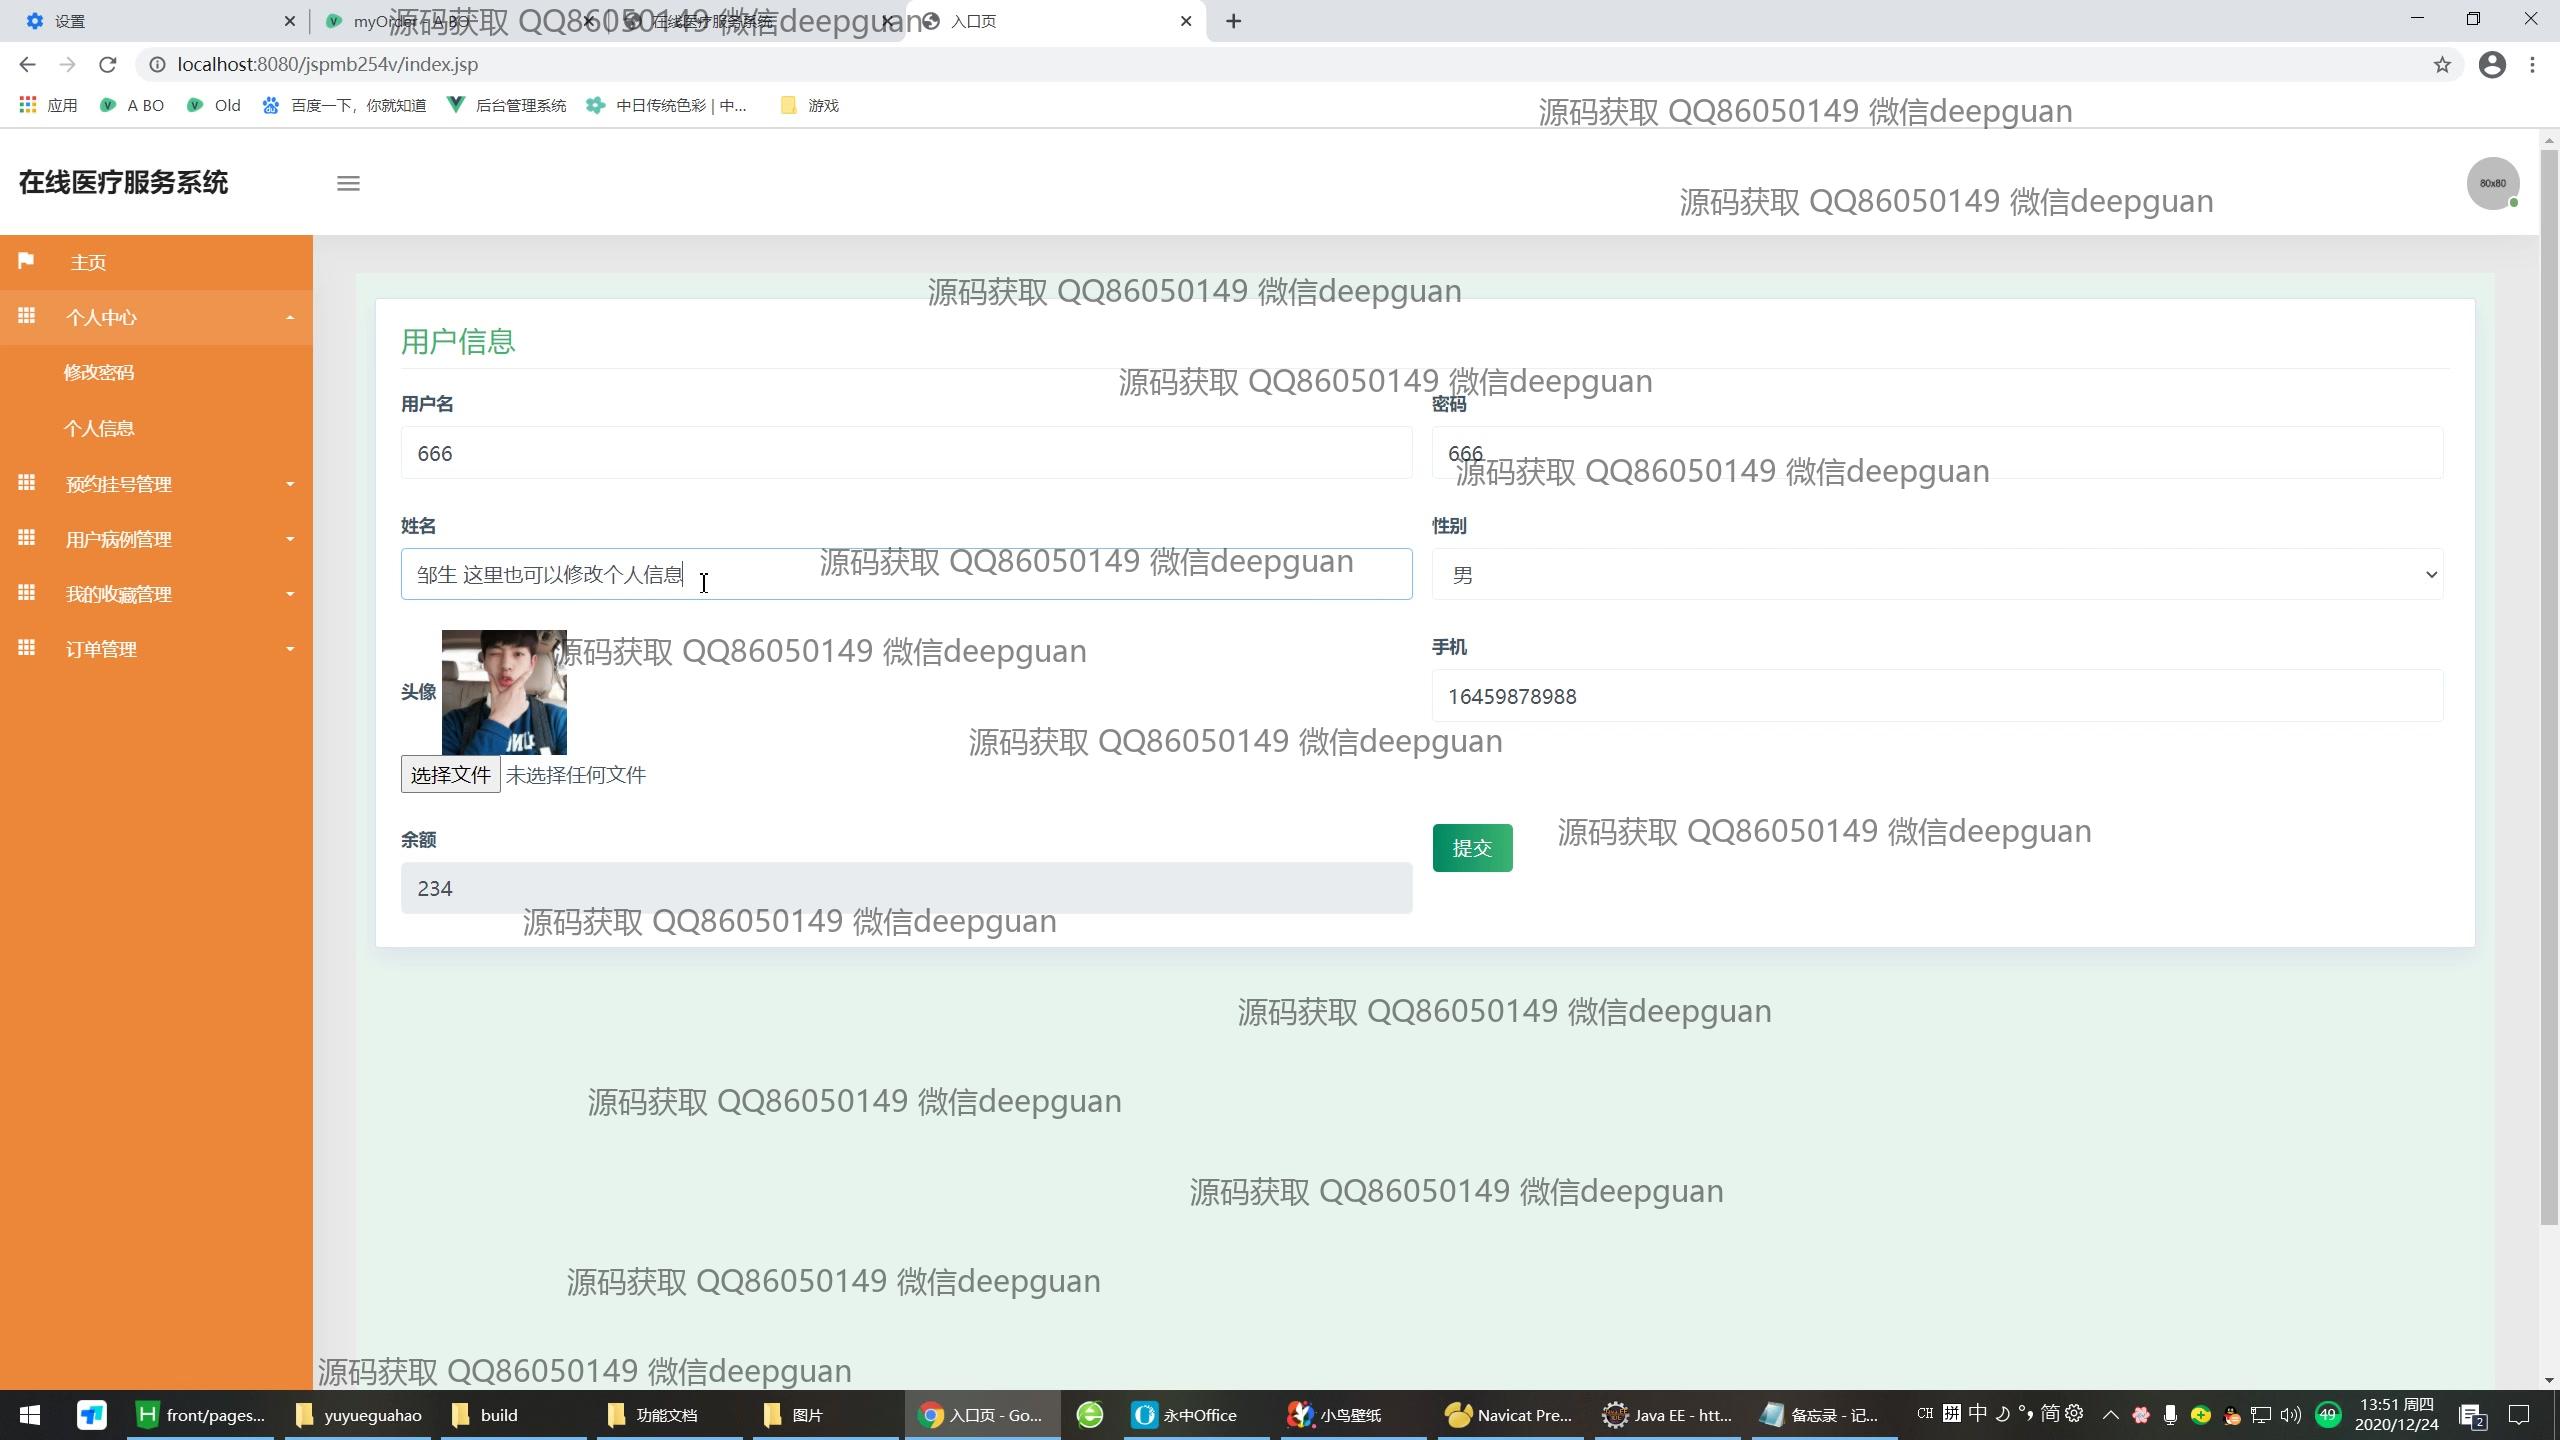 设置
myOrder - A BO
在线医疗服务系统
入口页
源码获取 QQ86050149 微信deepguan
localhost:8080/jspmb254v/index.jsp
应用
A BO
Old
百度一下，你就知道
后台管理系统
中日传统色彩 | 中...
游戏
源码获取 QQ86050149 微信deepguan
在线医疗服务系统
80x80
源码获取 QQ86050149 微信deepguan
主页
个人中心
修改密码
个人信息
预约挂号管理
用户病例管理
我的收藏管理
订单管理
源码获取 QQ86050149 微信deepguan
用户信息
源码获取 QQ86050149 微信deepguan
用户名
密码
666
666
源码获取 QQ86050149 微信deepguan
姓名
性别
邹生 这里也可以修改个人信息
男
源码获取 QQ86050149 微信deepguan
源码获取 QQ86050149 微信deepguan
头像
手机
16459878988
源码获取 QQ86050149 微信deepguan
选择文件 未选择任何文件
余额
提交
源码获取 QQ86050149 微信deepguan
234
源码获取 QQ86050149 微信deepguan
源码获取 QQ86050149 微信deepguan
源码获取 QQ86050149 微信deepguan
源码获取 QQ86050149 微信deepguan
源码获取 QQ86050149 微信deepguan
源码获取 QQ86050149 微信deepguan
front/pages...
yuyueguahao
build
功能文档
图片
入口页 - Go...
永中Office
小鸟壁纸
Navicat Pre...
Java EE - htt...
备忘录 - 记...
CH 拼 中 简
49
13:51 周四
2020/12/24
2